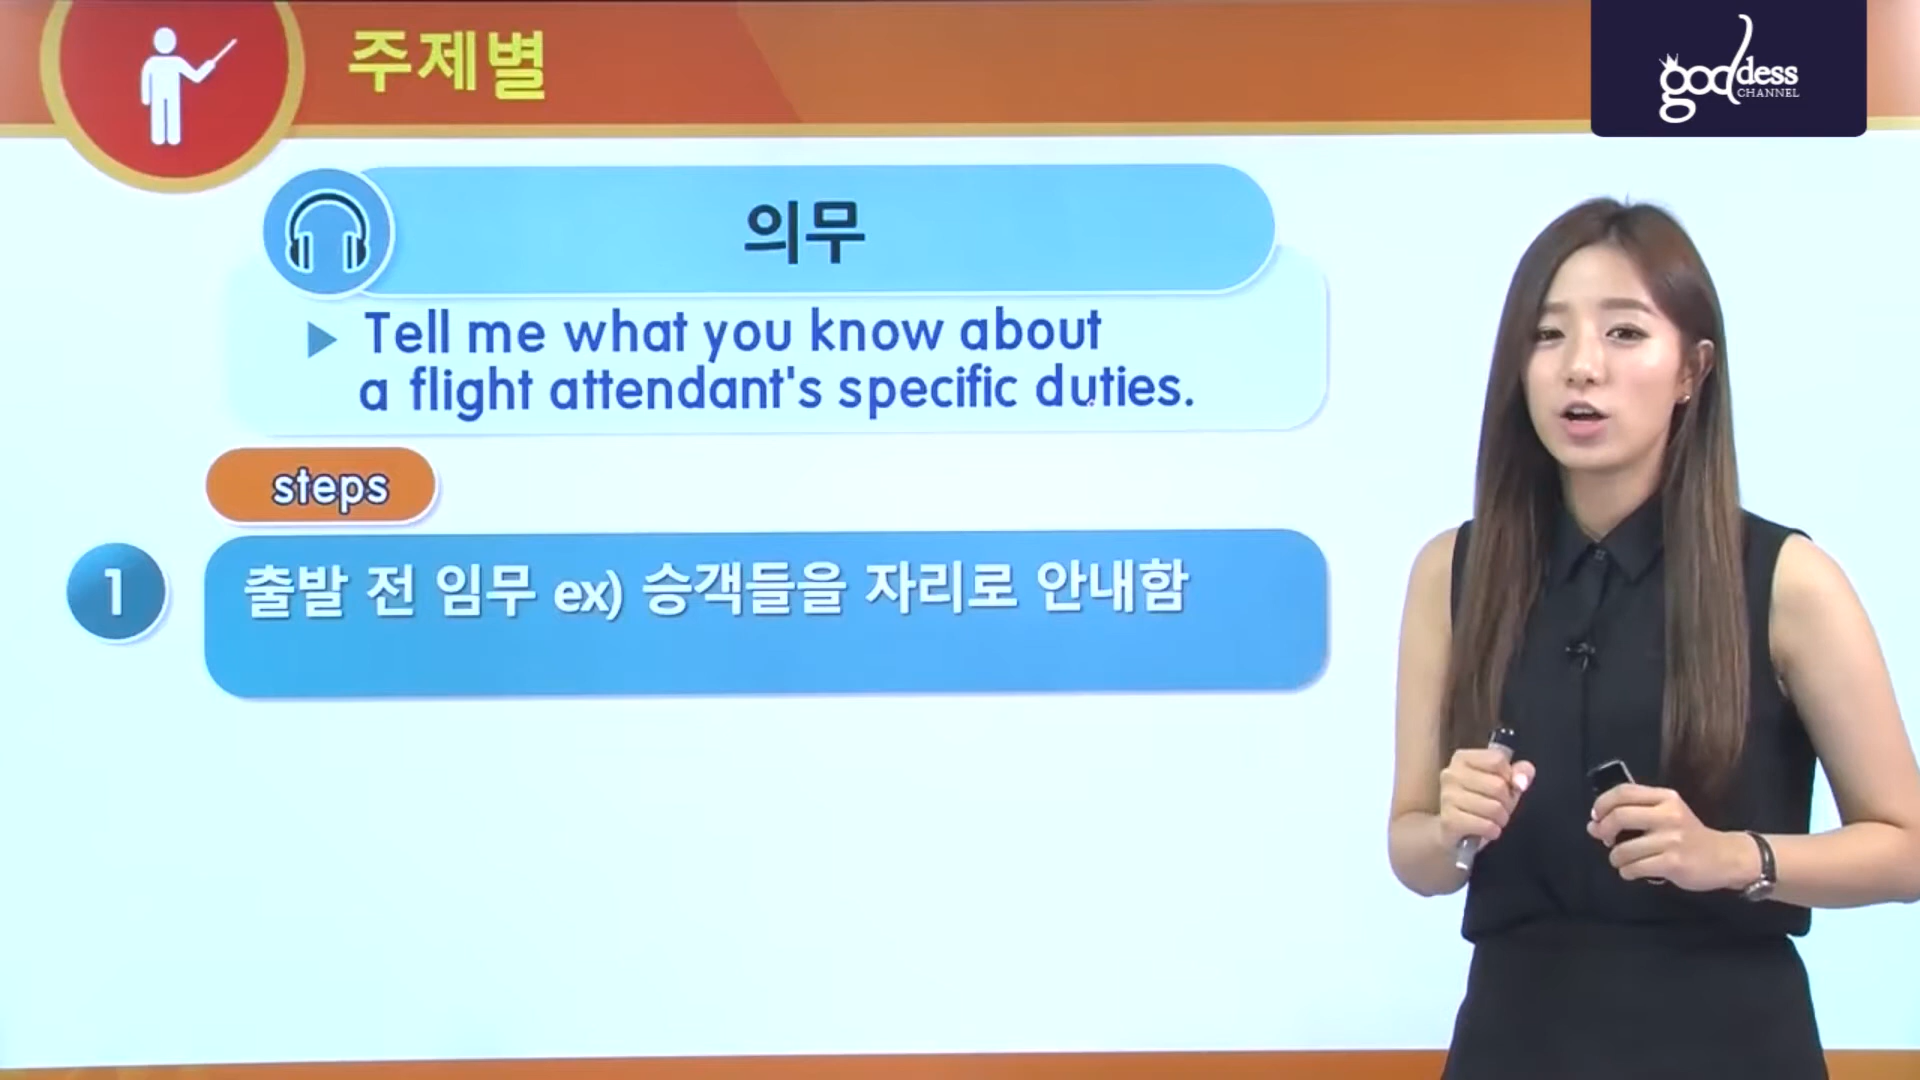 주제별
goddess
CHANNEL
의무
Tell me what you know about
a flight attendant's specific duties.
steps
1
출발 전 임무 ex) 승객들을 자리로 안내함